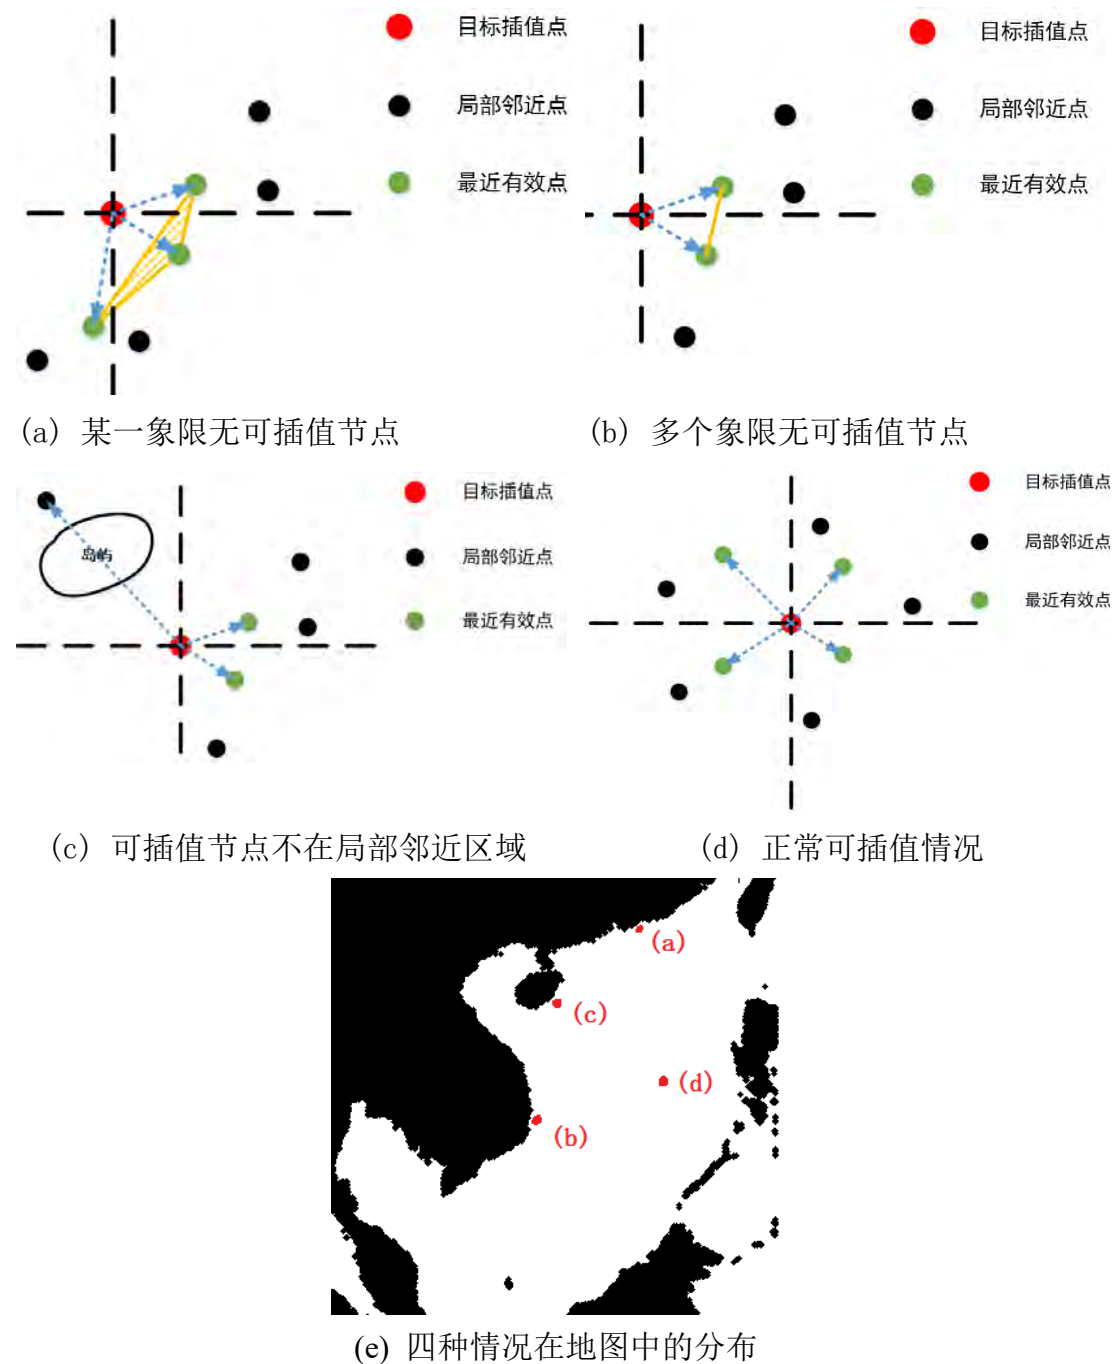 目标插值点
局部邻近点
最近有效点
(a) 某一象限无可插值节点
目标插值点
局部邻近点
最近有效点
(b) 多个象限无可插值节点
岛屿
目标插值点
局部邻近点
最近有效点
(c) 可插值节点不在局部邻近区域
目标插值点
局部邻近点
最近有效点
(d) 正常可插值情况
(a)
(c)
(d)
(b)
(e) 四种情况在地图中的分布